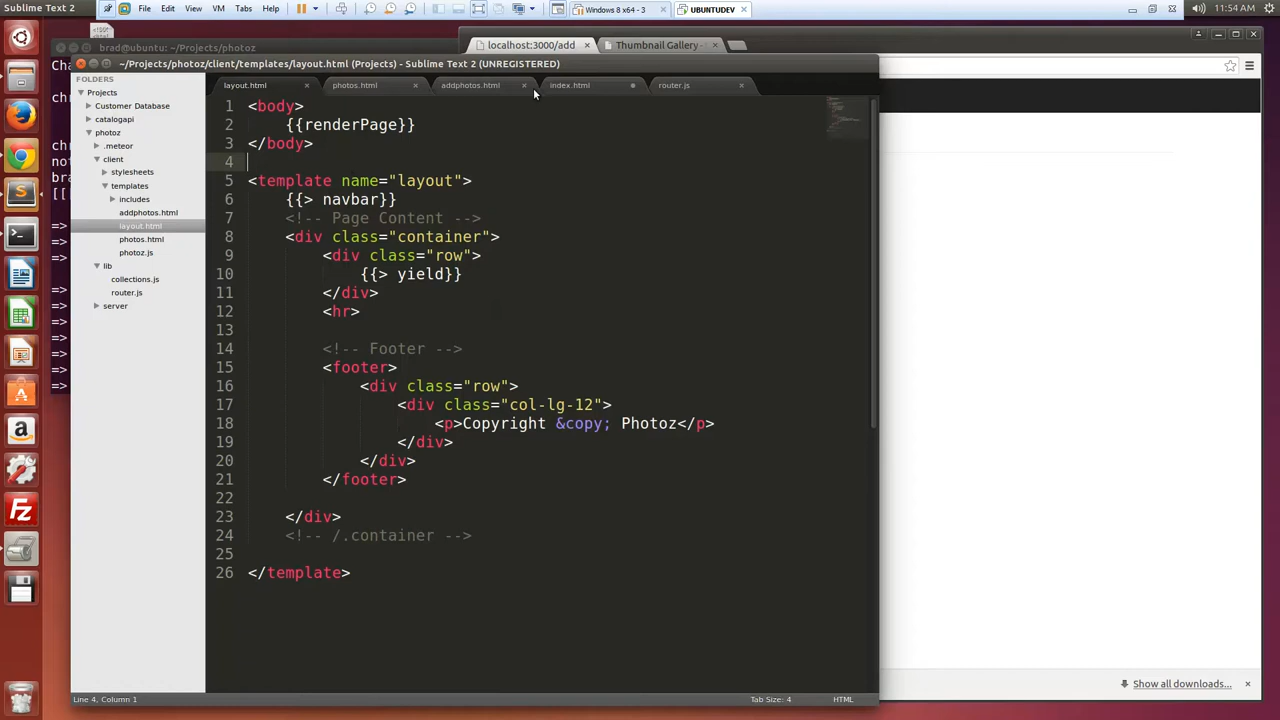 Sublime Text 2
File Edit View VM Tabs Help
Windows 8 x64 - 3
UBUNTUDEV
11:54 AM
brad@ubuntu: ~/Projects/photoz
localhost:3000/add
Thumbnail Gallery -
~/Projects/photoz/client/templates/layout.html (Projects) - Sublime Text 2 (UNREGISTERED)
FOLDERS
Projects
Customer Database
catalogapi
photoz
.meteor
client
stylesheets
templates
includes
addphotos.html
layout.html
photos.html
photos.js
lib
collections.js
router.js
server
layout.html photos.html addphotos.html index.html router.js
1 <body>
2 {{renderPage}}
3 </body>
4
5 <template name="layout">
6 {{> navbar}}
7 <!-- Page Content -->
8 <div class="container">
9 <div class="row">
10 {{> yield}}
11 </div>
12 <hr>
13
14 <!-- Footer -->
15 <footer>
16 <div class="row">
17 <div class="col-lg-12">
18 <p>Copyright &copy; Photoz</p>
19 </div>
20 </div>
21 </footer>
22
23 </div>
24 <!-- /.container -->
25
26 </template>
Line 4, Column 1
Tab Size: 4
HTML
Show all downloads...